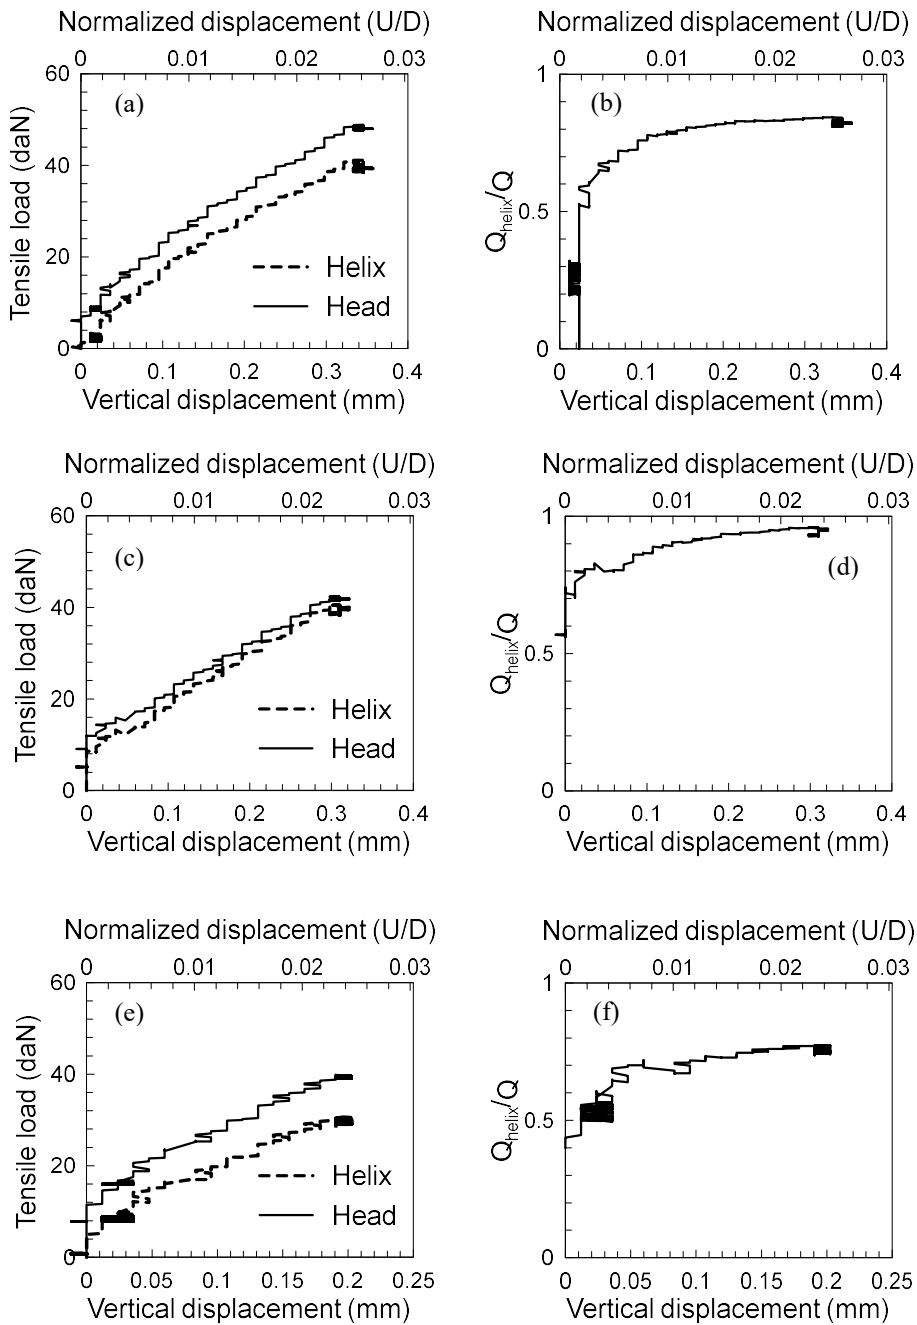 Normalized displacement (U/D)
0 0.01 0.02 0.03
(a)
Tensile load (daN)
60
40
20
0
Helix
Head
0 0.1 0.2 0.3 0.4
Vertical displacement (mm)
Normalized displacement (U/D)
0 0.01 0.02 0.03
(b)
Qhelix/Q
1
0.5
0
0 0.1 0.2 0.3 0.4
Vertical displacement (mm)
Normalized displacement (U/D)
0 0.01 0.02 0.03
(c)
Tensile load (daN)
60
40
20
0
Helix
Head
0 0.1 0.2 0.3 0.4
Vertical displacement (mm)
Normalized displacement (U/D)
0 0.01 0.02 0.03
(d)
Qhelix/Q
1
0.5
0
0 0.1 0.2 0.3 0.4
Vertical displacement (mm)
Normalized displacement (U/D)
0 0.01 0.02 0.03
(e)
Tensile load (daN)
60
40
20
0
Helix
Head
0 0.05 0.1 0.15 0.2 0.25
Vertical displacement (mm)
Normalized displacement (U/D)
0 0.01 0.02 0.03
(f)
Qhelix/Q
1
0.5
0
0 0.05 0.1 0.15 0.2 0.25
Vertical displacement (mm)